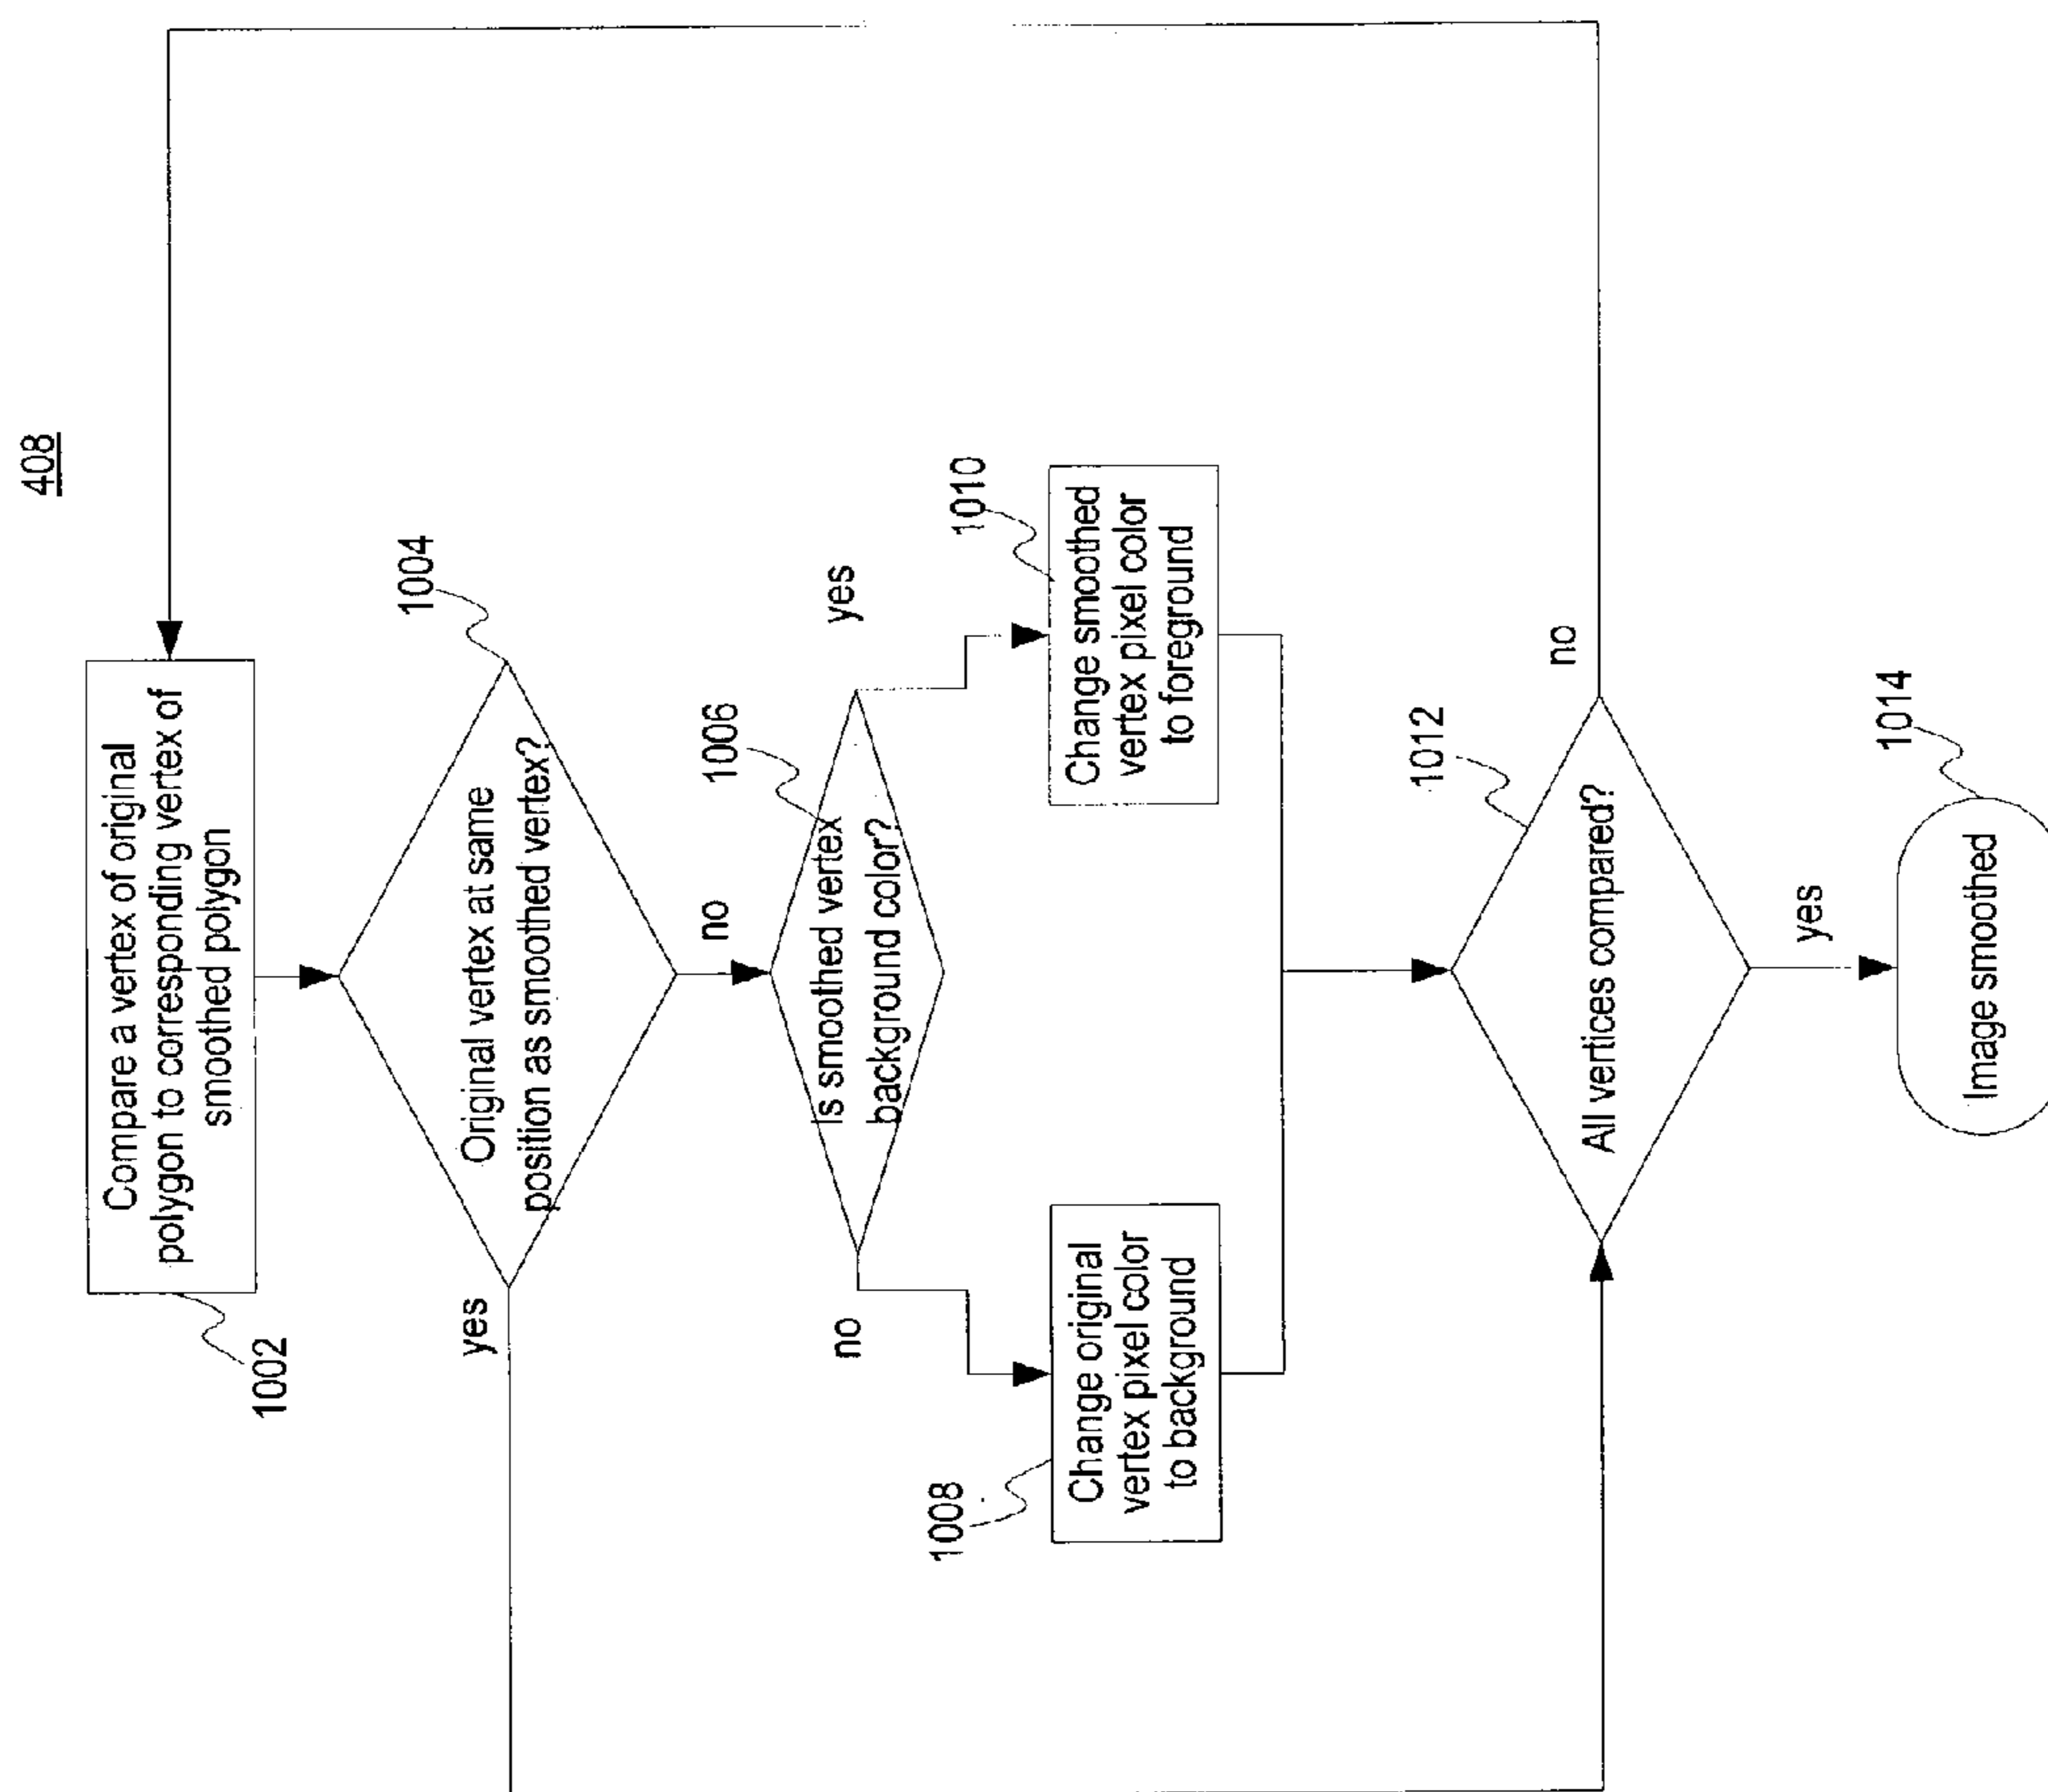 408
Compare a vertex of original
polygon to corresponding vertex of
smoothed polygon
1002
Original vertex at same
position as smoothed vertex?
1004
yes
no
Is smoothed vertex
background color?
1006
no
yes
Change original
vertex pixel color
to background
1008
Change smoothed
vertex pixel color
to foreground
1010
All vertices compared?
1012
no
yes
Image smoothed
1014